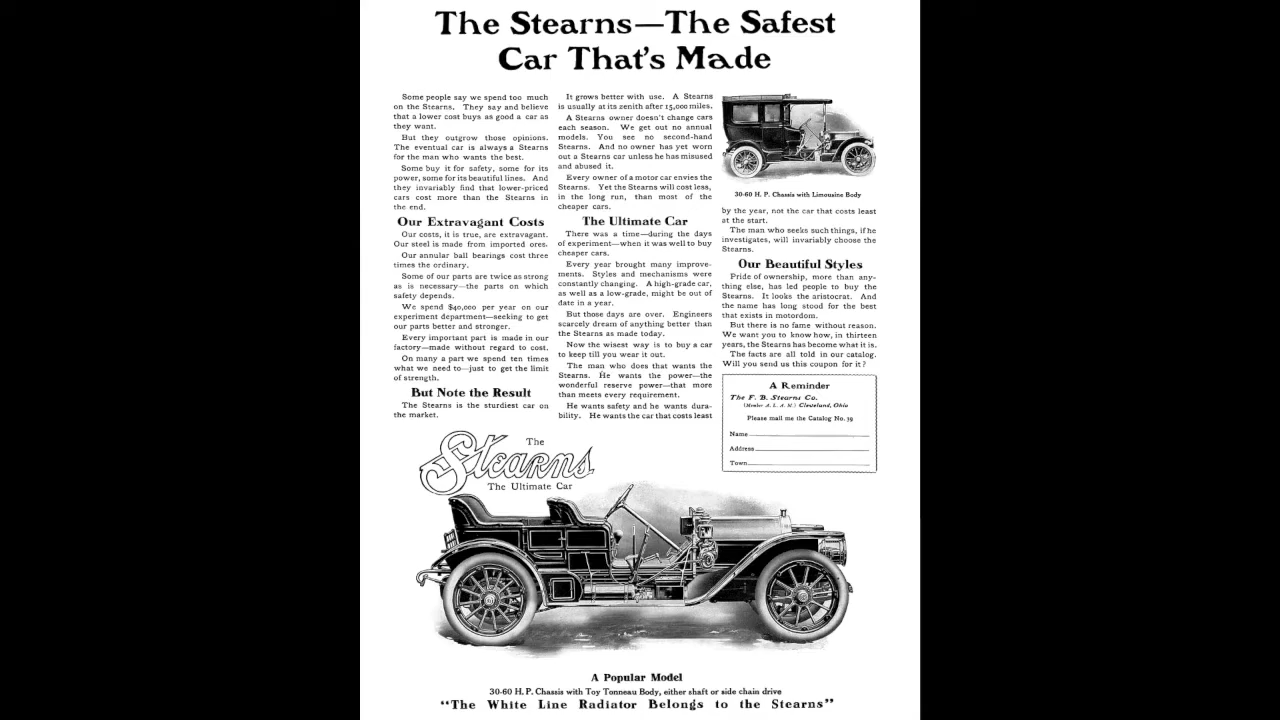 The Stearns—The Safest
Car That's Made
Some people say we spend too much
on the Stearns. They say and believe
that a lower cost buys as good a car as
they want.
But they outgrow those opinions.
The eventual car is always a Stearns
for the man who wants the best.
Some buy it for safety, some for its
power, some for its beautiful lines. And
they invariably find that lower-priced
cars cost more than the Stearns in
the end.
Our Extravagant Costs
Our costs, it is true, are extravagant.
Our steel is made from imported ores.
Our annular ball bearings cost three
times the ordinary.
Some of our parts are twice as strong
as is necessary—the parts on which
safety depends.
We spend $40,000 per year on our
experiment department—seeking to get
our parts better and stronger.
Every important part is made in our
factory—made without regard to cost.
On many a part we spend ten times
what we need to—just to get the limit
of strength.
But Note the Result
The Stearns is the sturdiest car on
the market.
It grows better with use. A Stearns
is usually at its zenith after 15,000 miles.
A Stearns owner doesn't change cars
each season. We get out no annual
models. You see no second-hand
Stearns. And no owner has yet worn
out a Stearns car unless he has misused
and abused it.
Every owner of a motor car envies the
Stearns. Yet the Stearns will cost less,
in the long run, than most of the
cheaper cars.
The Ultimate Car
There was a time—during the days
of experiment—when it was well to buy
cheaper cars.
Every year brought many improve-
ments. Styles and mechanisms were
constantly changing. A high-grade car,
as well as a low-grade, might be out of
date in a year.
But those days are over. Engineers
scarcely dream of anything better than
the Stearns as made today.
Now the wisest way is to buy a car
to keep till you wear it out.
The man who does that wants the
Stearns. He wants the power—the
wonderful reserve power—that more
than meets every requirement.
He wants safety and he wants dura-
bility. He wants the car that costs least
30-60 H. P. Chassis with Limousine Body
by the year, not the car that costs least
at the start.
The man who seeks such things, if he
investigates, will invariably choose the
Stearns.
Our Beautiful Styles
Pride of ownership, more than any-
thing else, has led people to buy the
Stearns. It looks the aristocrat. And
the name has long stood for the best
that exists in motordom.
But there is no fame without reason.
We want you to know how, in thirteen
years, the Stearns has become what it is.
The facts are all told in our catalog.
Will you send us this coupon for it?
A Reminder
The F. B. Stearns Co.
(Member A. L. A. M.) Cleveland, Ohio
Please mail me the Catalog No. 39
Name
Address
Town
The
Stearns
The Ultimate Car
A Popular Model
30-60 H. P. Chassis with Toy Tonneau Body, either shaft or side chain drive
"The White Line Radiator Belongs to the Stearns"